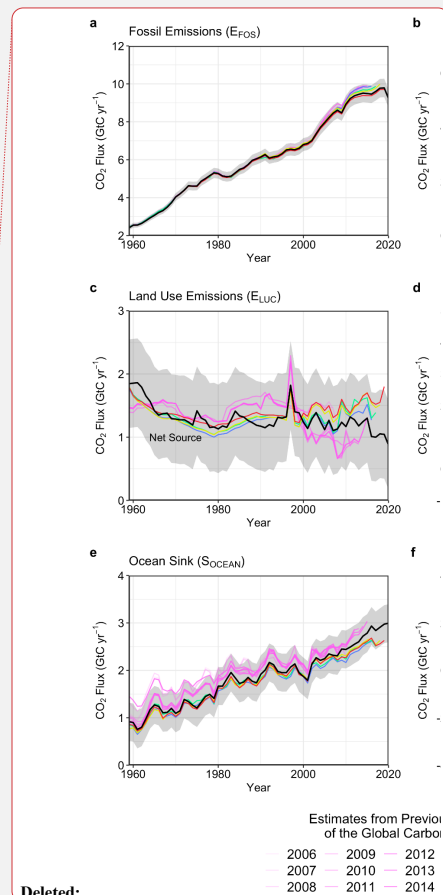 a
b
Fossil Emissions (EFOS)
12
10
8
6
4
2
CO2 Flux (GtC yr−1)
CO2 Flux (GtC yr−1)
1960
1980
2000
2020
Year
c
d
Land Use Emissions (ELUC)
3
2
1
0
CO2 Flux (GtC yr−1)
CO2 Flux (GtC yr−1)
Net Source
-
1960
1980
2000
2020
Year
e
f
Ocean Sink (SOCEAN)
4
3
2
1
0
CO2 Flux (GtC yr−1)
CO2 Flux (GtC yr−1)
-
-
1960
1980
2000
2020
Year
Estimates from Previou
of the Global Carbo
2006 2009 2012
2007 2010 2013
2008 2011 2014
Deleted: